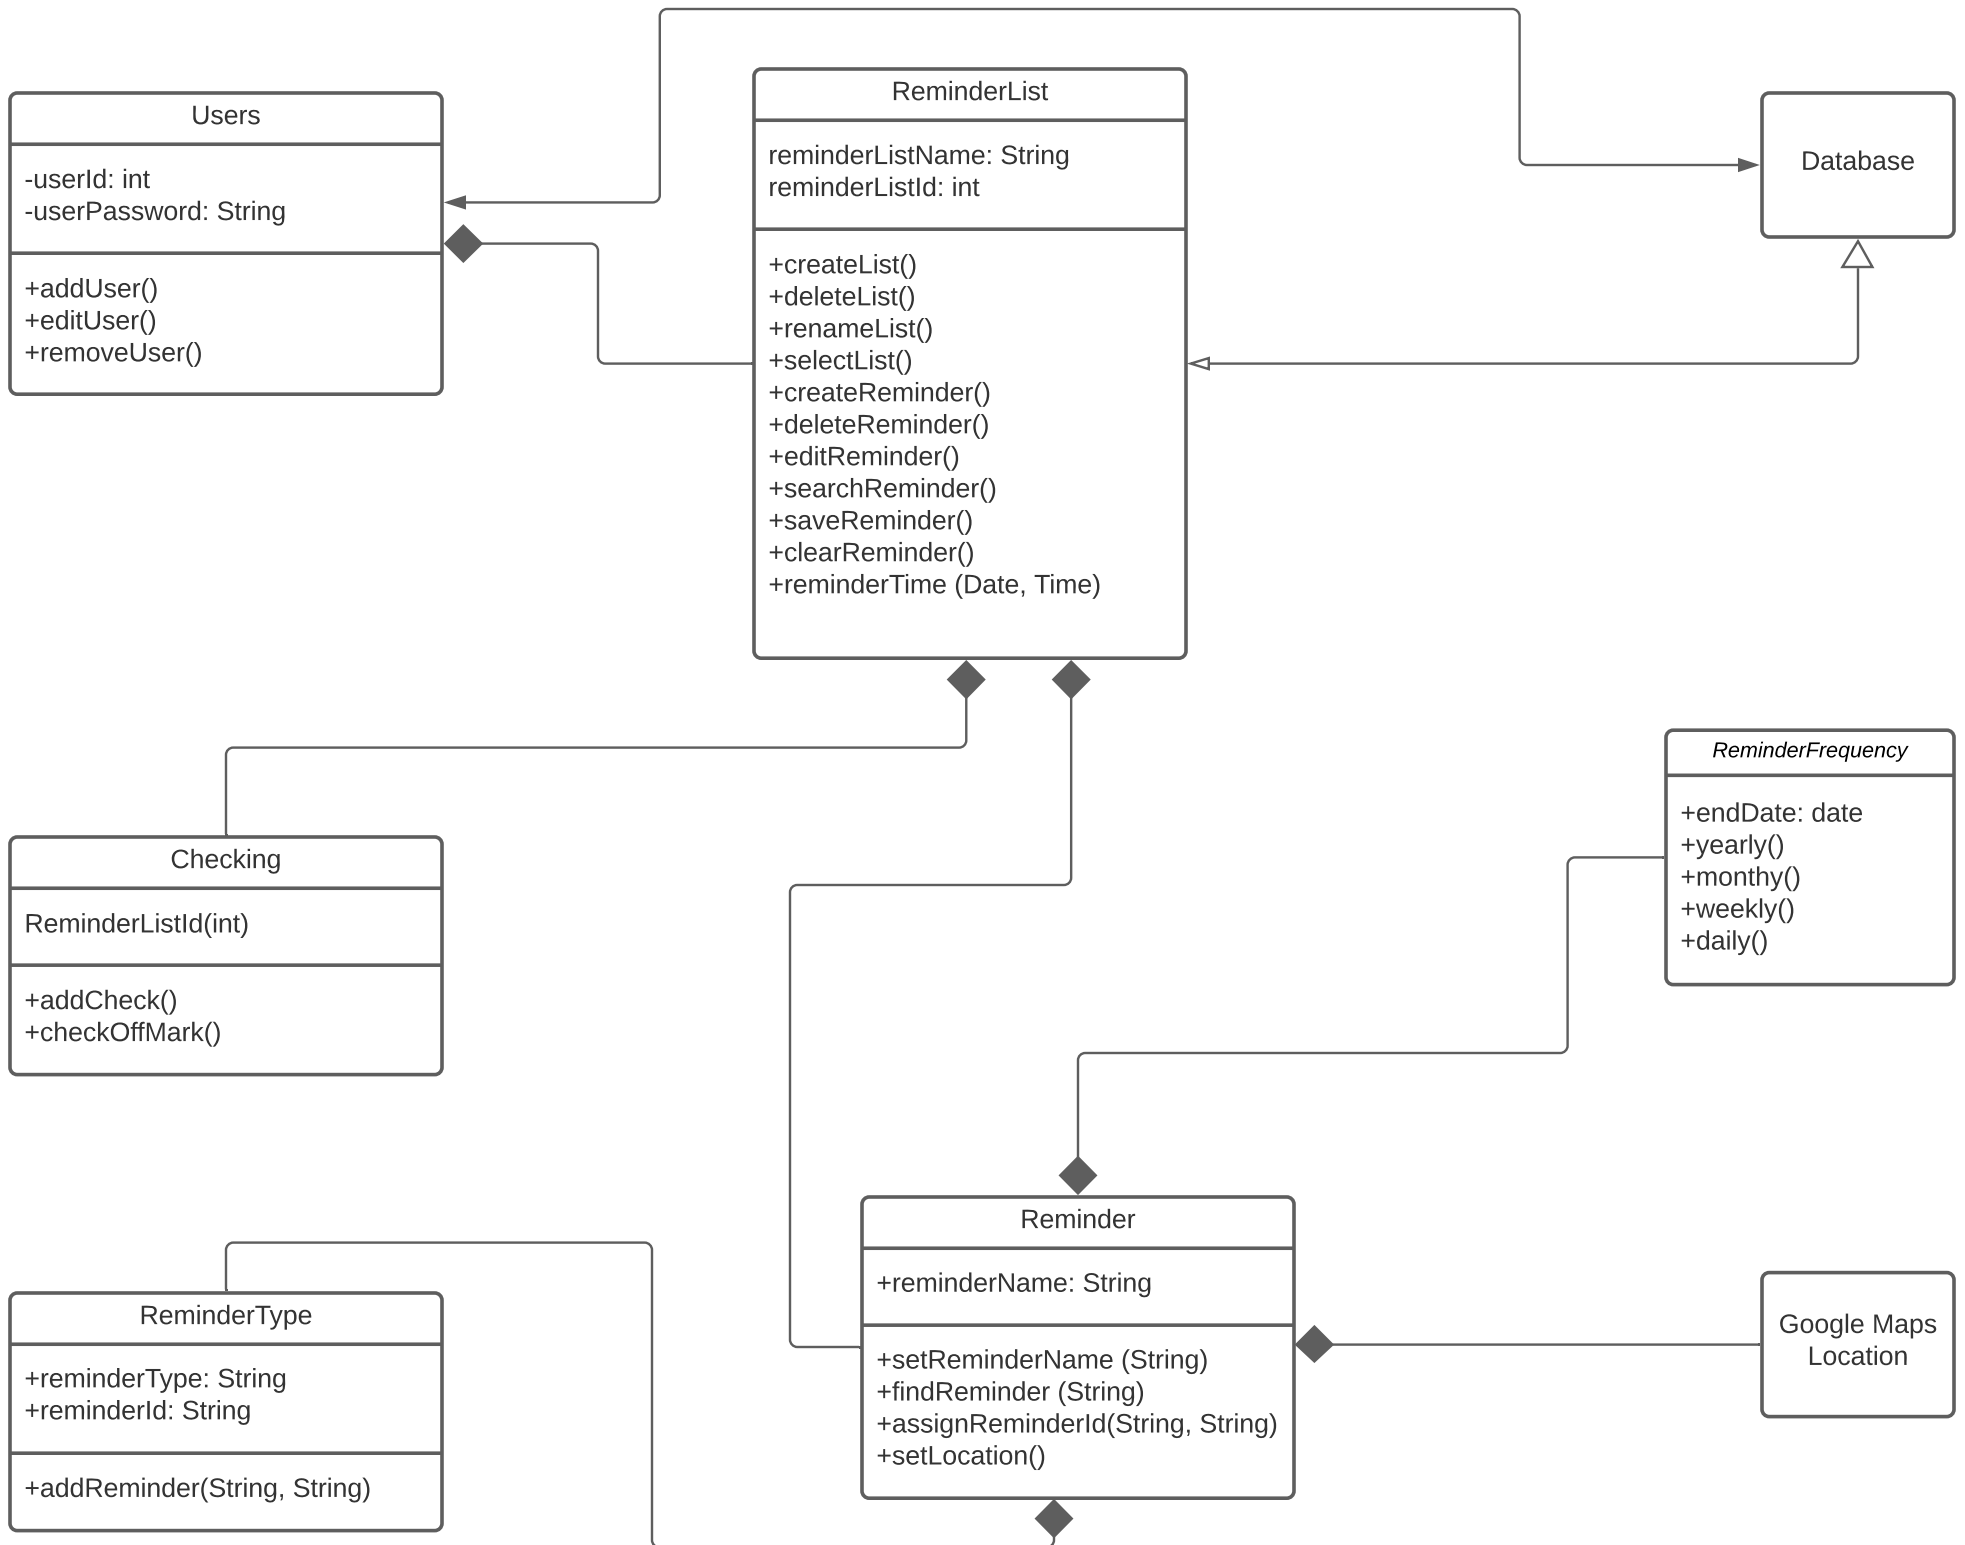 Users
-userId: int
-userPassword: String
+addUser()
+editUser()
+removeUser()
ReminderList
reminderListName: String
reminderListId: int
+createList()
+deleteList()
+renameList()
+selectList()
+createReminder()
+deleteReminder()
+editReminder()
+searchReminder()
+saveReminder()
+clearReminder()
+reminderTime (Date, Time)
Database
Checking
ReminderListId(int)
+addCheck()
+checkOffMark()
ReminderFrequency
+endDate: date
+yearly()
+monthy()
+weekly()
+daily()
ReminderType
+reminderType: String
+reminderId: String
+addReminder(String, String)
Reminder
+reminderName: String
+setReminderName (String)
+findReminder (String)
+assignReminderId(String, String)
+setLocation()
Google Maps
Location